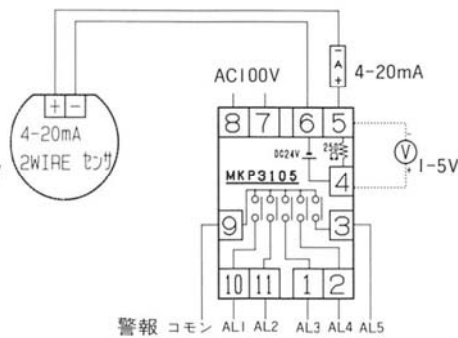 AC100V
4-20mA
+ -
4-20mA
2WIRE センサ
- A +
8 7 6 5
DC24V
250Ω
4
V
- +
1-5V
MKP3105
9
3
10 11 1 2
警報 コモン AL1 AL2 AL3 AL4 AL5